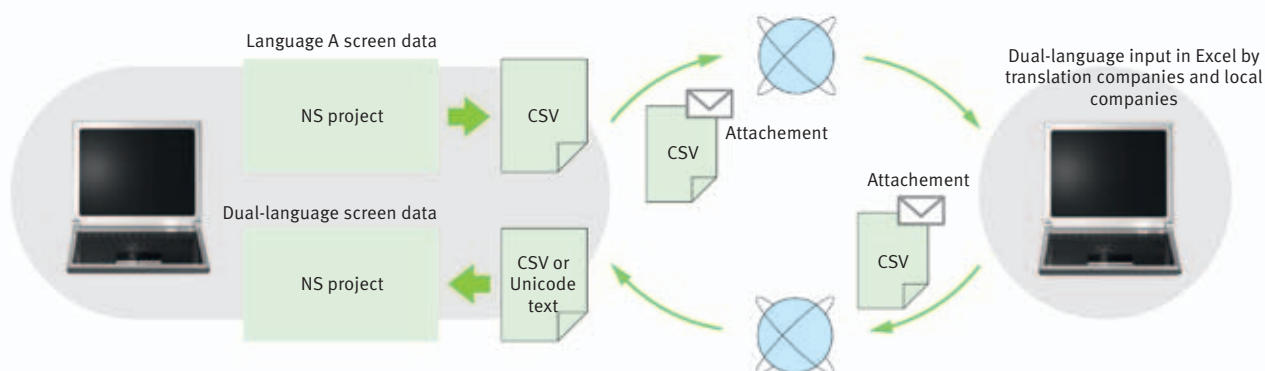 Language A screen data
NS project
CSV
CSV
Attachement
Dual-language input in Excel by
translation companies and local
companies
Attachement
CSV
Dual-language screen data
NS project
CSV or
Unicode
text